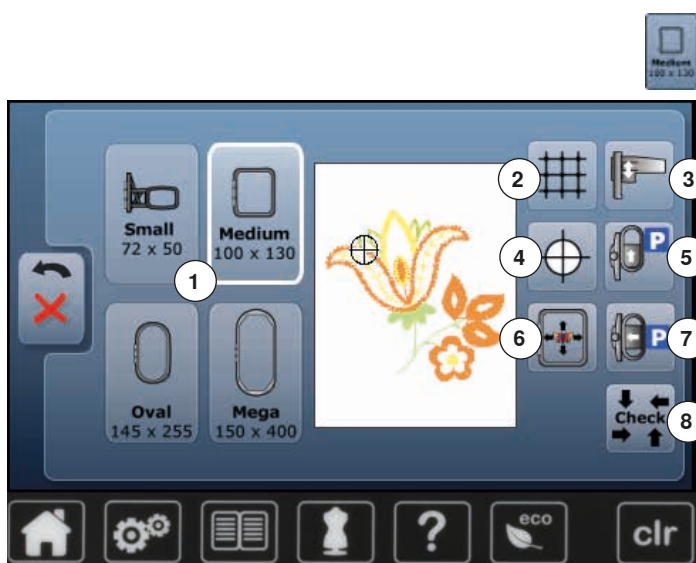 Medium
100 x 130
Small
72 x 50
Medium
100 x 130
1
2
3
4
P
5
6
P
7
Oval
145 x 255
Mega
150 x 400
Check
8
?
eco
clr